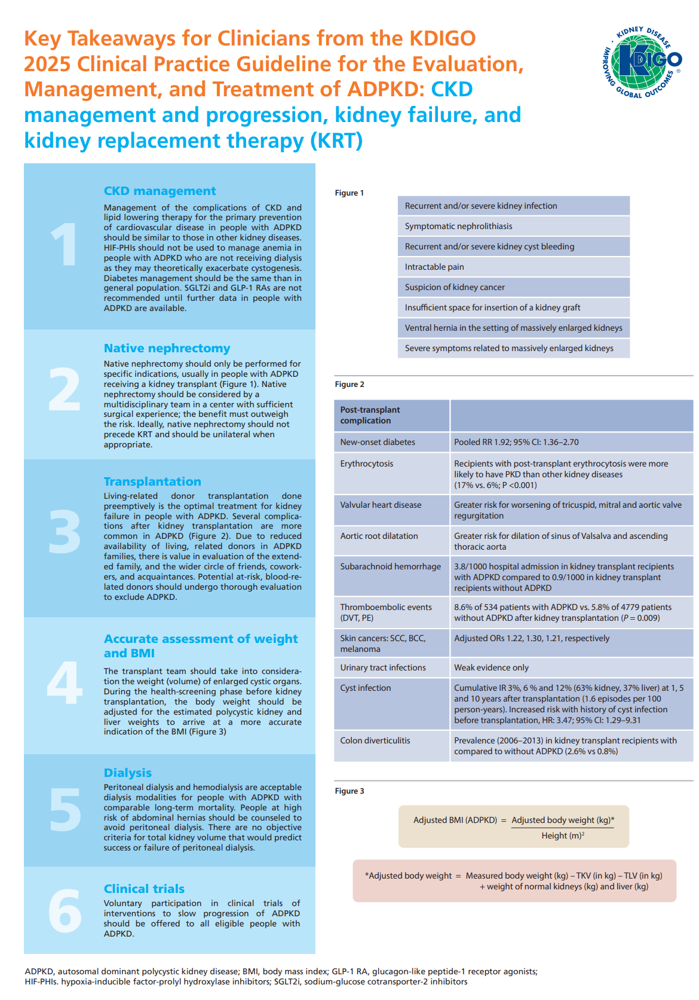 Key Takeaways for Clinicians from the KDIGO
2025 Clinical Practice Guideline for the Evaluation,
Management, and Treatment of ADPKD: CKD
management and progression, kidney failure, and
kidney replacement therapy (KRT)
· KIDNEY DISEASE
IMPROVING GLOBAL OUTCOMES
KDIGO
®
1
CKD management
Management of the complications of CKD and
lipid lowering therapy for the primary prevention
of cardiovascular disease in people with ADPKD
should be similar to those in other kidney diseases.
HIF-PHIs should not be used to manage anemia in
people with ADPKD who are not receiving dialysis
as they may theoretically exacerbate cystogenesis.
Diabetes management should be the same than in
general population. SGLT2i and GLP-1 RAs are not
recommended until further data in people with
ADPKD are available.
2
Native nephrectomy
Native nephrectomy should only be performed for
specific indications, usually in people with ADPKD
receiving a kidney transplant (Figure 1). Native
nephrectomy should be considered by a
multidisciplinary team in a center with sufficient
surgical experience; the benefit must outweigh
the risk. Ideally, native nephrectomy should not
precede KRT and should be unilateral when
appropriate.
3
Transplantation
Living-related donor transplantation done
preemptively is the optimal treatment for kidney
failure in people with ADPKD. Several complica-
tions after kidney transplantation are more
common in ADPKD (Figure 2). Due to reduced
availability of living, related donors in ADPKD
families, there is value in evaluation of the extend-
ed family, and the wider circle of friends, cowork-
ers, and acquaintances. Potential at-risk, blood-re-
lated donors should undergo thorough evaluation
to exclude ADPKD.
4
Accurate assessment of weight
and BMI
The transplant team should take into considera-
tion the weight (volume) of enlarged cystic organs.
During the health-screening phase before kidney
transplantation, the body weight should be
adjusted for the estimated polycystic kidney and
liver weights to arrive at a more accurate
indication of the BMI (Figure 3)
5
Dialysis
Peritoneal dialysis and hemodialysis are acceptable
dialysis modalities for people with ADPKD with
comparable long-term mortality. People at high
risk of abdominal hernias should be counseled to
avoid peritoneal dialysis. There are no objective
criteria for total kidney volume that would predict
success or failure of peritoneal dialysis.
6
Clinical trials
Voluntary participation in clinical trials of
interventions to slow progression of ADPKD
should be offered to all eligible people with
ADPKD.
Figure 1
Recurrent and/or severe kidney infection
Symptomatic nephrolithiasis
Recurrent and/or severe kidney cyst bleeding
Intractable pain
Suspicion of kidney cancer
Insufficient space for insertion of a kidney graft
Ventral hernia in the setting of massively enlarged kidneys
Severe symptoms related to massively enlarged kidneys
Figure 2
Post-transplant
complication
New-onset diabetes
Pooled RR 1.92; 95% CI: 1.36–2.70
Erythrocytosis
Recipients with post-transplant erythrocytosis were more
likely to have PKD than other kidney diseases
(17% vs. 6%; P <0.001)
Valvular heart disease
Greater risk for worsening of tricuspid, mitral and aortic valve
regurgitation
Aortic root dilatation
Greater risk for dilation of sinus of Valsalva and ascending
thoracic aorta
Subarachnoid hemorrhage
3.8/1000 hospital admission in kidney transplant recipients
with ADPKD compared to 0.9/1000 in kidney transplant
recipients without ADPKD
Thromboembolic events
(DVT, PE)
8.6% of 534 patients with ADPKD vs. 5.8% of 4779 patients
without ADPKD after kidney transplantation (P = 0.009)
Skin cancers: SCC, BCC,
melanoma
Adjusted ORs 1.22, 1.30, 1.21, respectively
Urinary tract infections
Weak evidence only
Cyst infection
Cumulative IR 3%, 6 % and 12% (63% kidney, 37% liver) at 1, 5
and 10 years after transplantation (1.6 episodes per 100
person-years). Increased risk with history of cyst infection
before transplantation, HR: 3.47; 95% CI: 1.29–9.31
Colon diverticulitis
Prevalence (2006–2013) in kidney transplant recipients with
compared to without ADPKD (2.6% vs 0.8%)
Figure 3
Adjusted BMI (ADPKD) = Adjusted body weight (kg)*
Height (m)²
*Adjusted body weight = Measured body weight (kg) – TKV (in kg) – TLV (in kg)
+ weight of normal kidneys (kg) and liver (kg)
ADPKD, autosomal dominant polycystic kidney disease; BMI, body mass index; GLP-1 RA, glucagon-like peptide-1 receptor agonists;
HIF-PHIs. hypoxia-inducible factor-prolyl hydroxylase inhibitors; SGLT2i, sodium-glucose cotransporter-2 inhibitors